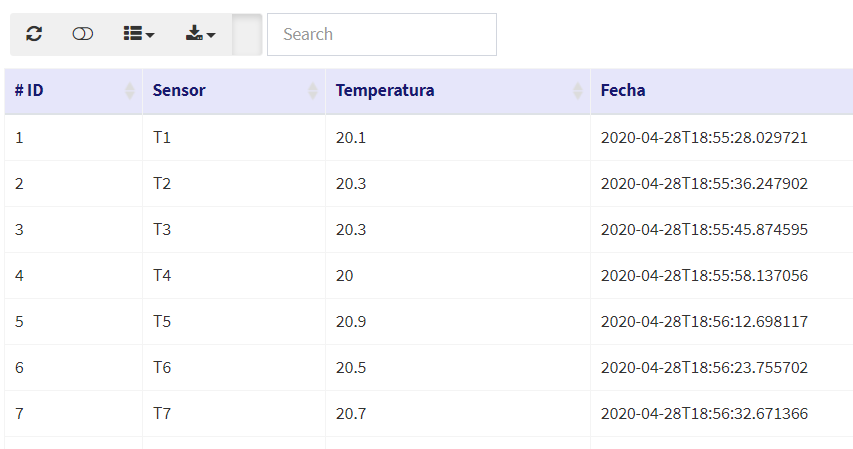 Search
# ID Sensor Temperatura Fecha
1 T1 20.1 2020-04-28T18:55:28.029721
2 T2 20.3 2020-04-28T18:55:36.247902
3 T3 20.3 2020-04-28T18:55:45.874595
4 T4 20 2020-04-28T18:55:58.137056
5 T5 20.9 2020-04-28T18:56:12.698117
6 T6 20.5 2020-04-28T18:56:23.755702
7 T7 20.7 2020-04-28T18:56:32.671366